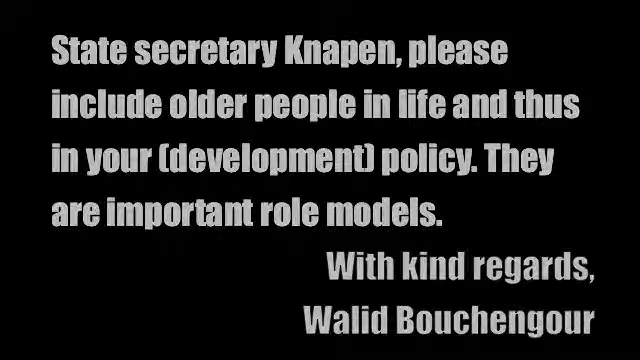 State secretary Knapen, please
include older people in life and thus
in your (development) policy. They
are important role models.
With kind regards,
Walid Bouchengour